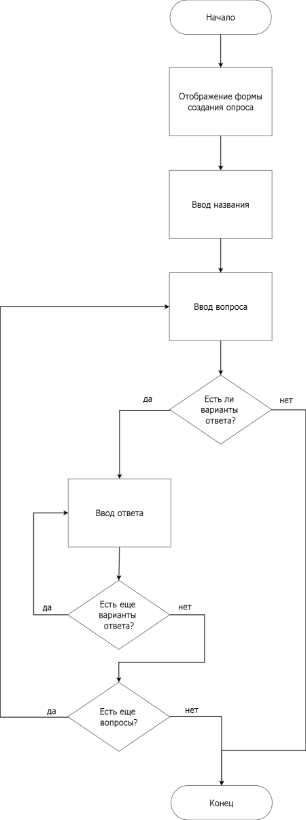 Начало
Отображение формы
создания опроса
Ввод названия
Ввод вопроса
да
Есть ли
варианты
ответа?
нет
Ввод ответа
да
Есть еще
варианты
ответа?
нет
да
Есть еще
вопросы?
нет
Конец